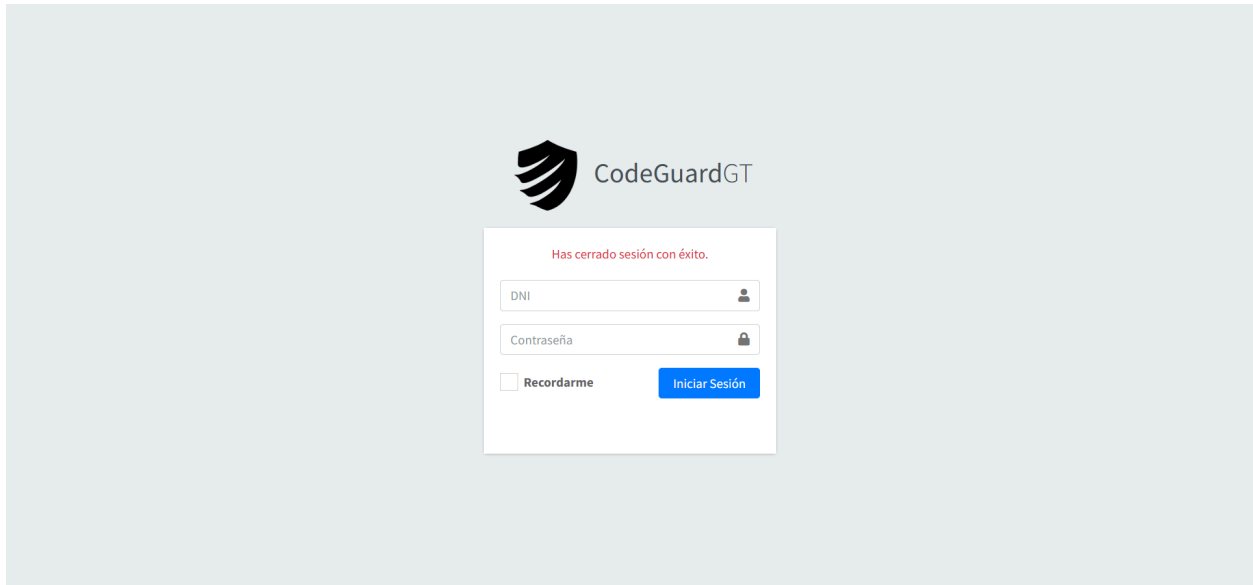 CodeGuardGT
Has cerrado sesión con éxito.
DNI
Contraseña
Recordarme
Iniciar Sesión